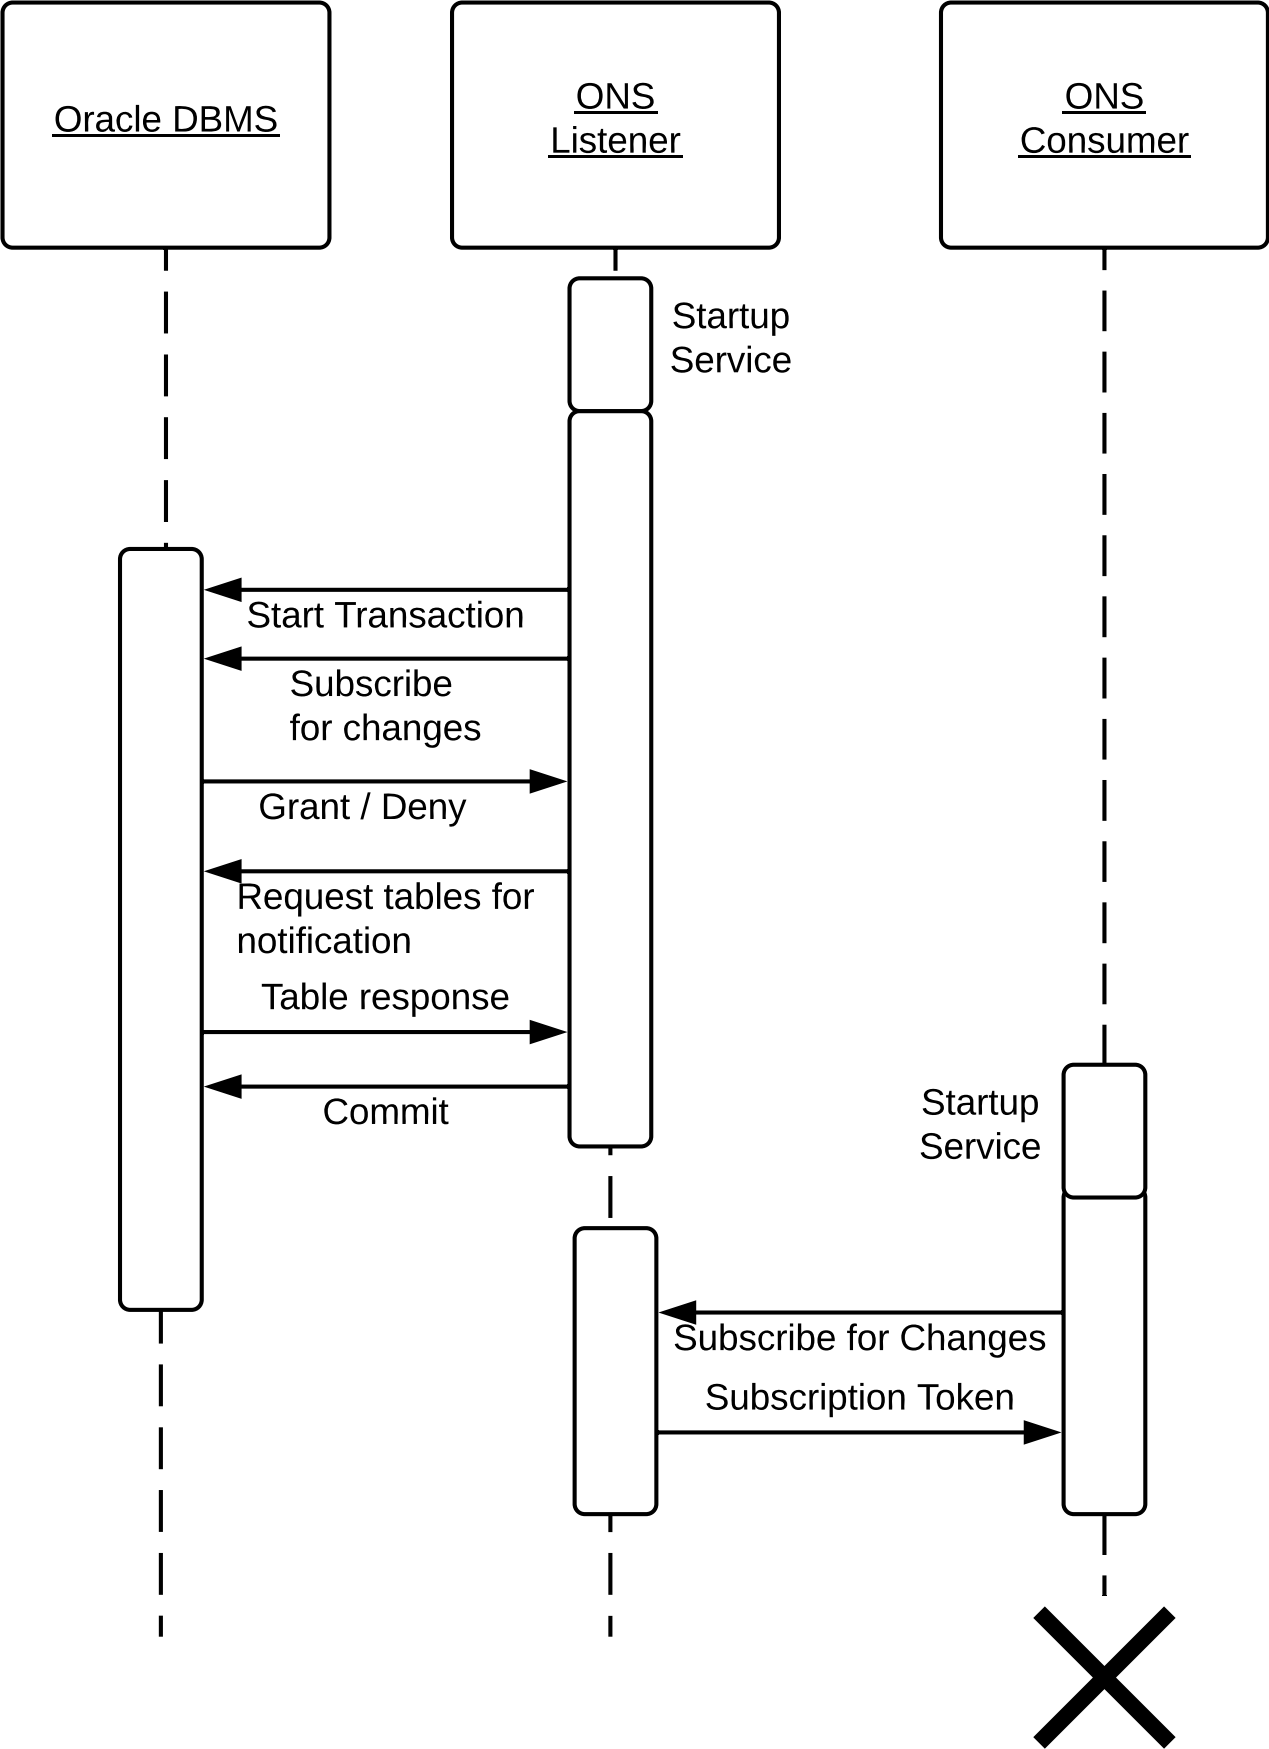 Oracle DBMS
ONS
Listener
ONS
Consumer
Startup
Service
Start Transaction
Subscribe
for changes
Grant / Deny
Request tables for
notification
Table response
Commit
Startup
Service
Subscribe for Changes
Subscription Token